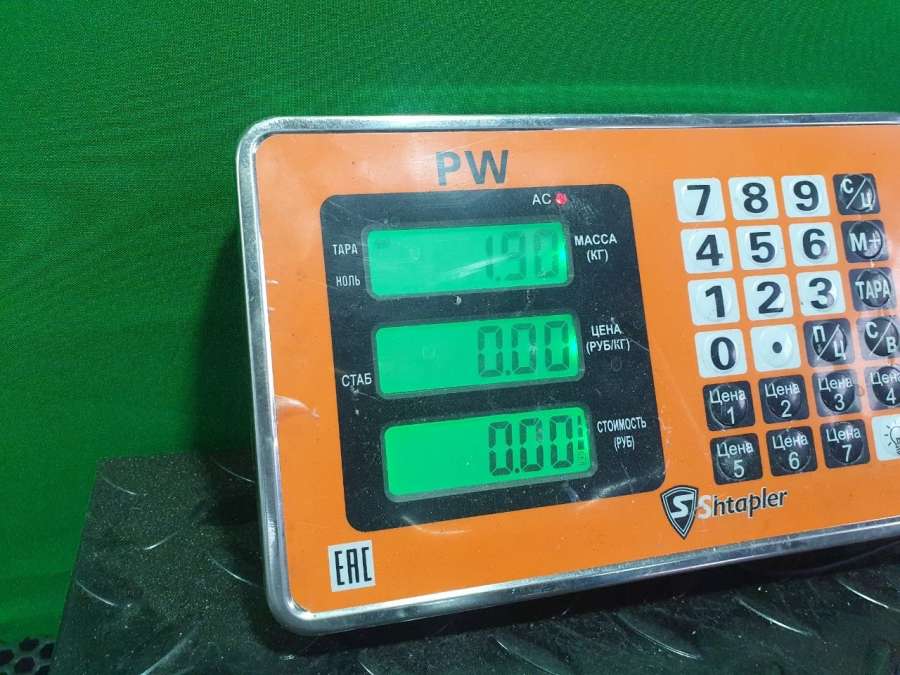 PW
AC
ТАРА
НОЛЬ
1.90
МАССА
(КГ)
0.00
ЦЕНА
(РУБ/КГ)
СТАБ
0.00
СТОИМОСТЬ
(РУБ)
7 8 9 С/Ц
4 5 6 М+
1 2 3 ТАРА
0 . П/Ц С/В
Цена 1 Цена 2 Цена 3 Цена 4
Цена 5 Цена 6 Цена 7
S Shtapler
EAC